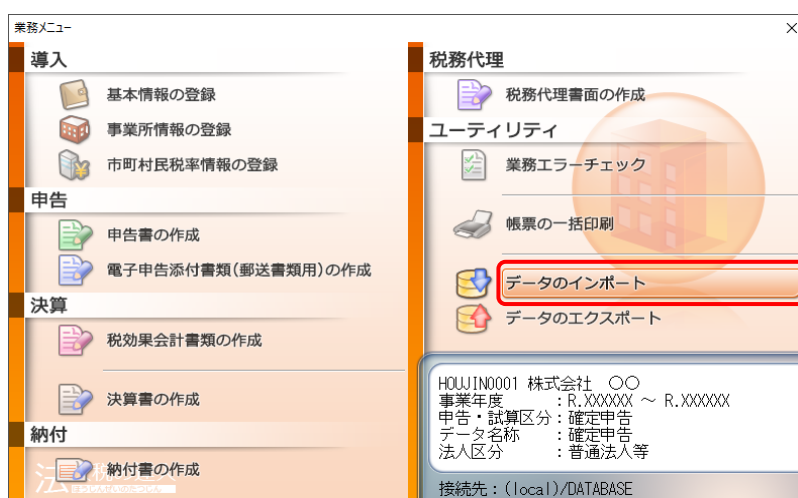 業務メニュー
導入
基本情報の登録
事業所情報の登録
市町村民税率情報の登録
申告
申告書の作成
電子申告添付書類(郵送書類用)の作成
決算
税効果会計書類の作成
決算書の作成
納付
納付書の作成
税務代理
税務代理書面の作成
ユーティリティ
業務エラーチェック
帳票の一括印刷
データのインポート
データのエクスポート
HOUJIN0001 株式会社 ○○
事業年度 :R.XXXXXX ~ R.XXXXXX
申告・試算区分:確定申告
データ名称 :確定申告
法人区分 :普通法人等
接続先:(local)/DATABASE